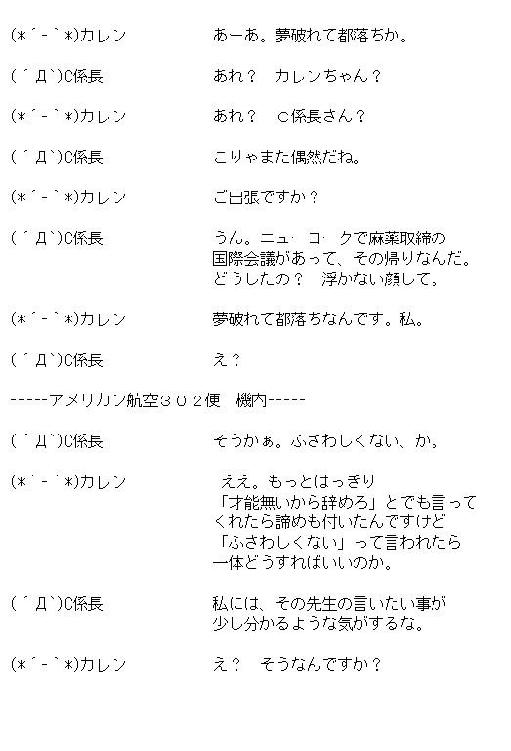 (*´-｀*)カレン　あーあ。夢破れて都落ちか。
(´Д`)C係長　あれ？　カレンちゃん？
(*´-｀*)カレン　あれ？　Ｃ係長さん？
(´Д`)C係長　こりゃまた偶然だね。
(*´-｀*)カレン　ご出張ですか？
(´Д`)C係長　うん。ニューヨークで麻薬取締の
国際会議があって、その帰りなんだ。
どうしたの？　浮かない顔して。
(*´-｀*)カレン　夢破れて都落ちなんです。私。
(´Д`)C係長　え？
-----アメリカン航空３０２便　機内-----
(´Д`)C係長　そうかぁ。ふさわしくない、か。
(*´-｀*)カレン　ええ。もっとはっきり
「才能無いから辞めろ」とでも言って
くれたら諦めも付いたんですけど
「ふさわしくない」って言われたら
一体どうすればいいのか。
(´Д`)C係長　私には、その先生の言いたい事が
少し分かるような気がするな。
(*´-｀*)カレン　え？　そうなんですか？